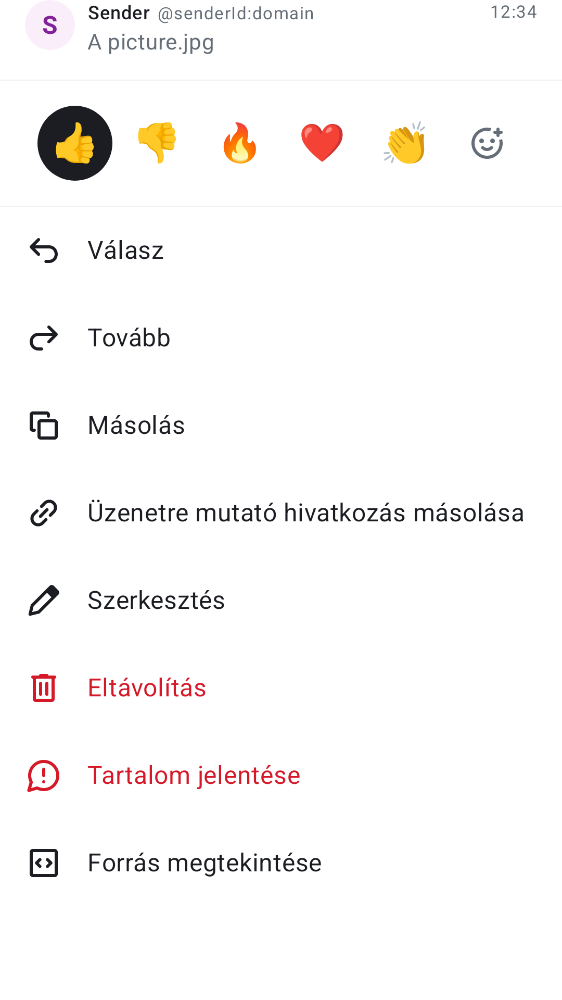 S
Sender @senderId:domain 12:34
A picture.jpg
Válasz
Tovább
Másolás
Üzenetre mutató hivatkozás másolása
Szerkesztés
Eltávolítás
Tartalom jelentése
Forrás megtekintése